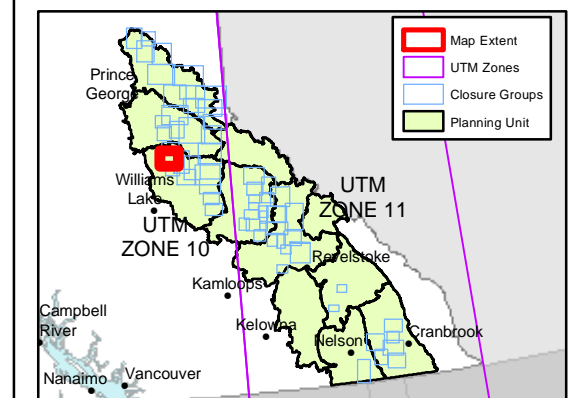 Map Extent
UTM Zones
Closure Groups
Planning Unit
Prince
George
Williams
Lake
UTM
ZONE 10
UTM
ZONE 11
Revelstoke
Kamloops
Campbell
River
Kelowna
Nelson
Cranbrook
Nanaimo
Vancouver